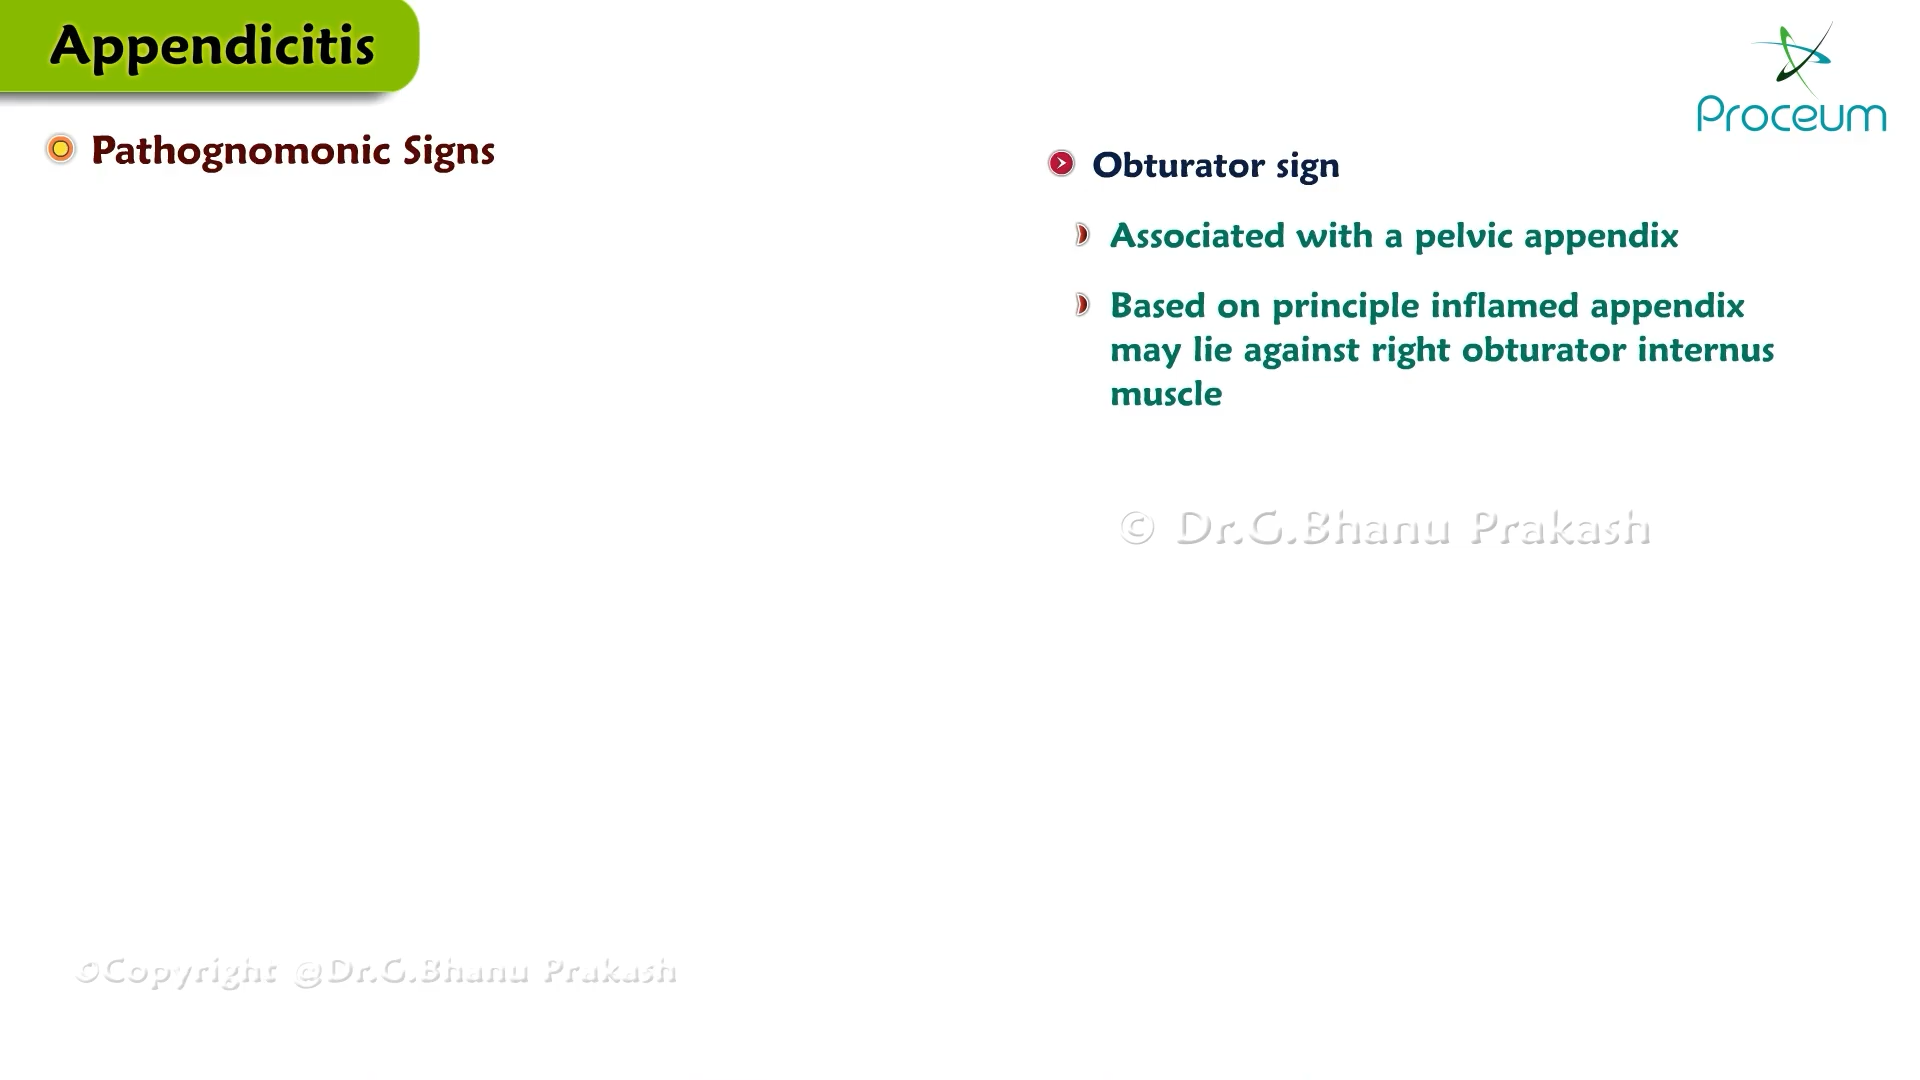 Appendicitis
Proceum
Pathognomonic Signs
Obturator sign
Associated with a pelvic appendix
Based on principle inflamed appendix
may lie against right obturator internus
muscle
© Dr.G.Bhanu Prakash
©Copyright @Dr.G.Bhanu Prakash